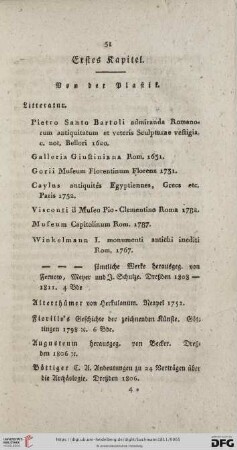 51
Erstes Kapitel.
Von der Plastik.
Litteratur.
Pietro Santo Bartoli admiranda Romano-
rum antiquitatum et veteris Sculpturae vestigia.
c. not. Bellori
Galleria Giustiniana Rom. 1631.
Gorii Museum Florentinum Florens 1731.
Caylus antiquités Egyptiennes, Grecs etc.
Paris 1752.
Visconti il Museo Pio-Clementino Roma 1782.
Museum Capitolinum Rom. 1787.
Winkelmann I. monumenti antichi inediti
Rom. 1767.
— — — — sämtliche Werke herausgeg. von
Fernow, Meyer und J. Schulze. Dresden 1808 —
1811. 4 Bde
Alterthümer von Herkulanum. Neapel 1751.
Fiorillo's Geschichte der zeichnenden Künste. Göt-
tingen 1798 ꝛc. 6 Bde.
Augusteum herausgeg. von Becker. Dres-
den 1806 ꝛc.
Böttiger C. A. Andeutungen zu 24 Vorträgen über
die Archäologie. Dresden 1806.
4 *